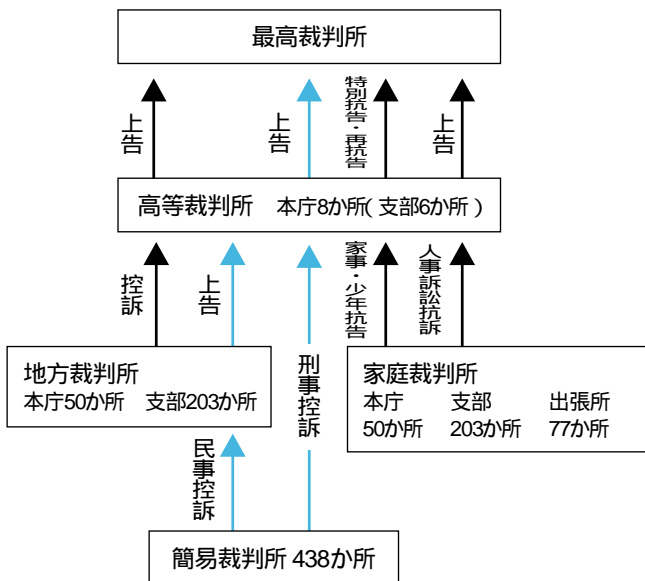 最高裁判所
上告
上告
特別抗告・再抗告
上告
高等裁判所 本庁8か所(支部6か所)
控訴
上告
家事・少年抗告
人事訴訟抗訴
地方裁判所
本庁50か所 支部203か所
刑事控訴
家庭裁判所
本庁 支部 出張所
50か所 203か所 77か所
民事控訴
簡易裁判所 438か所